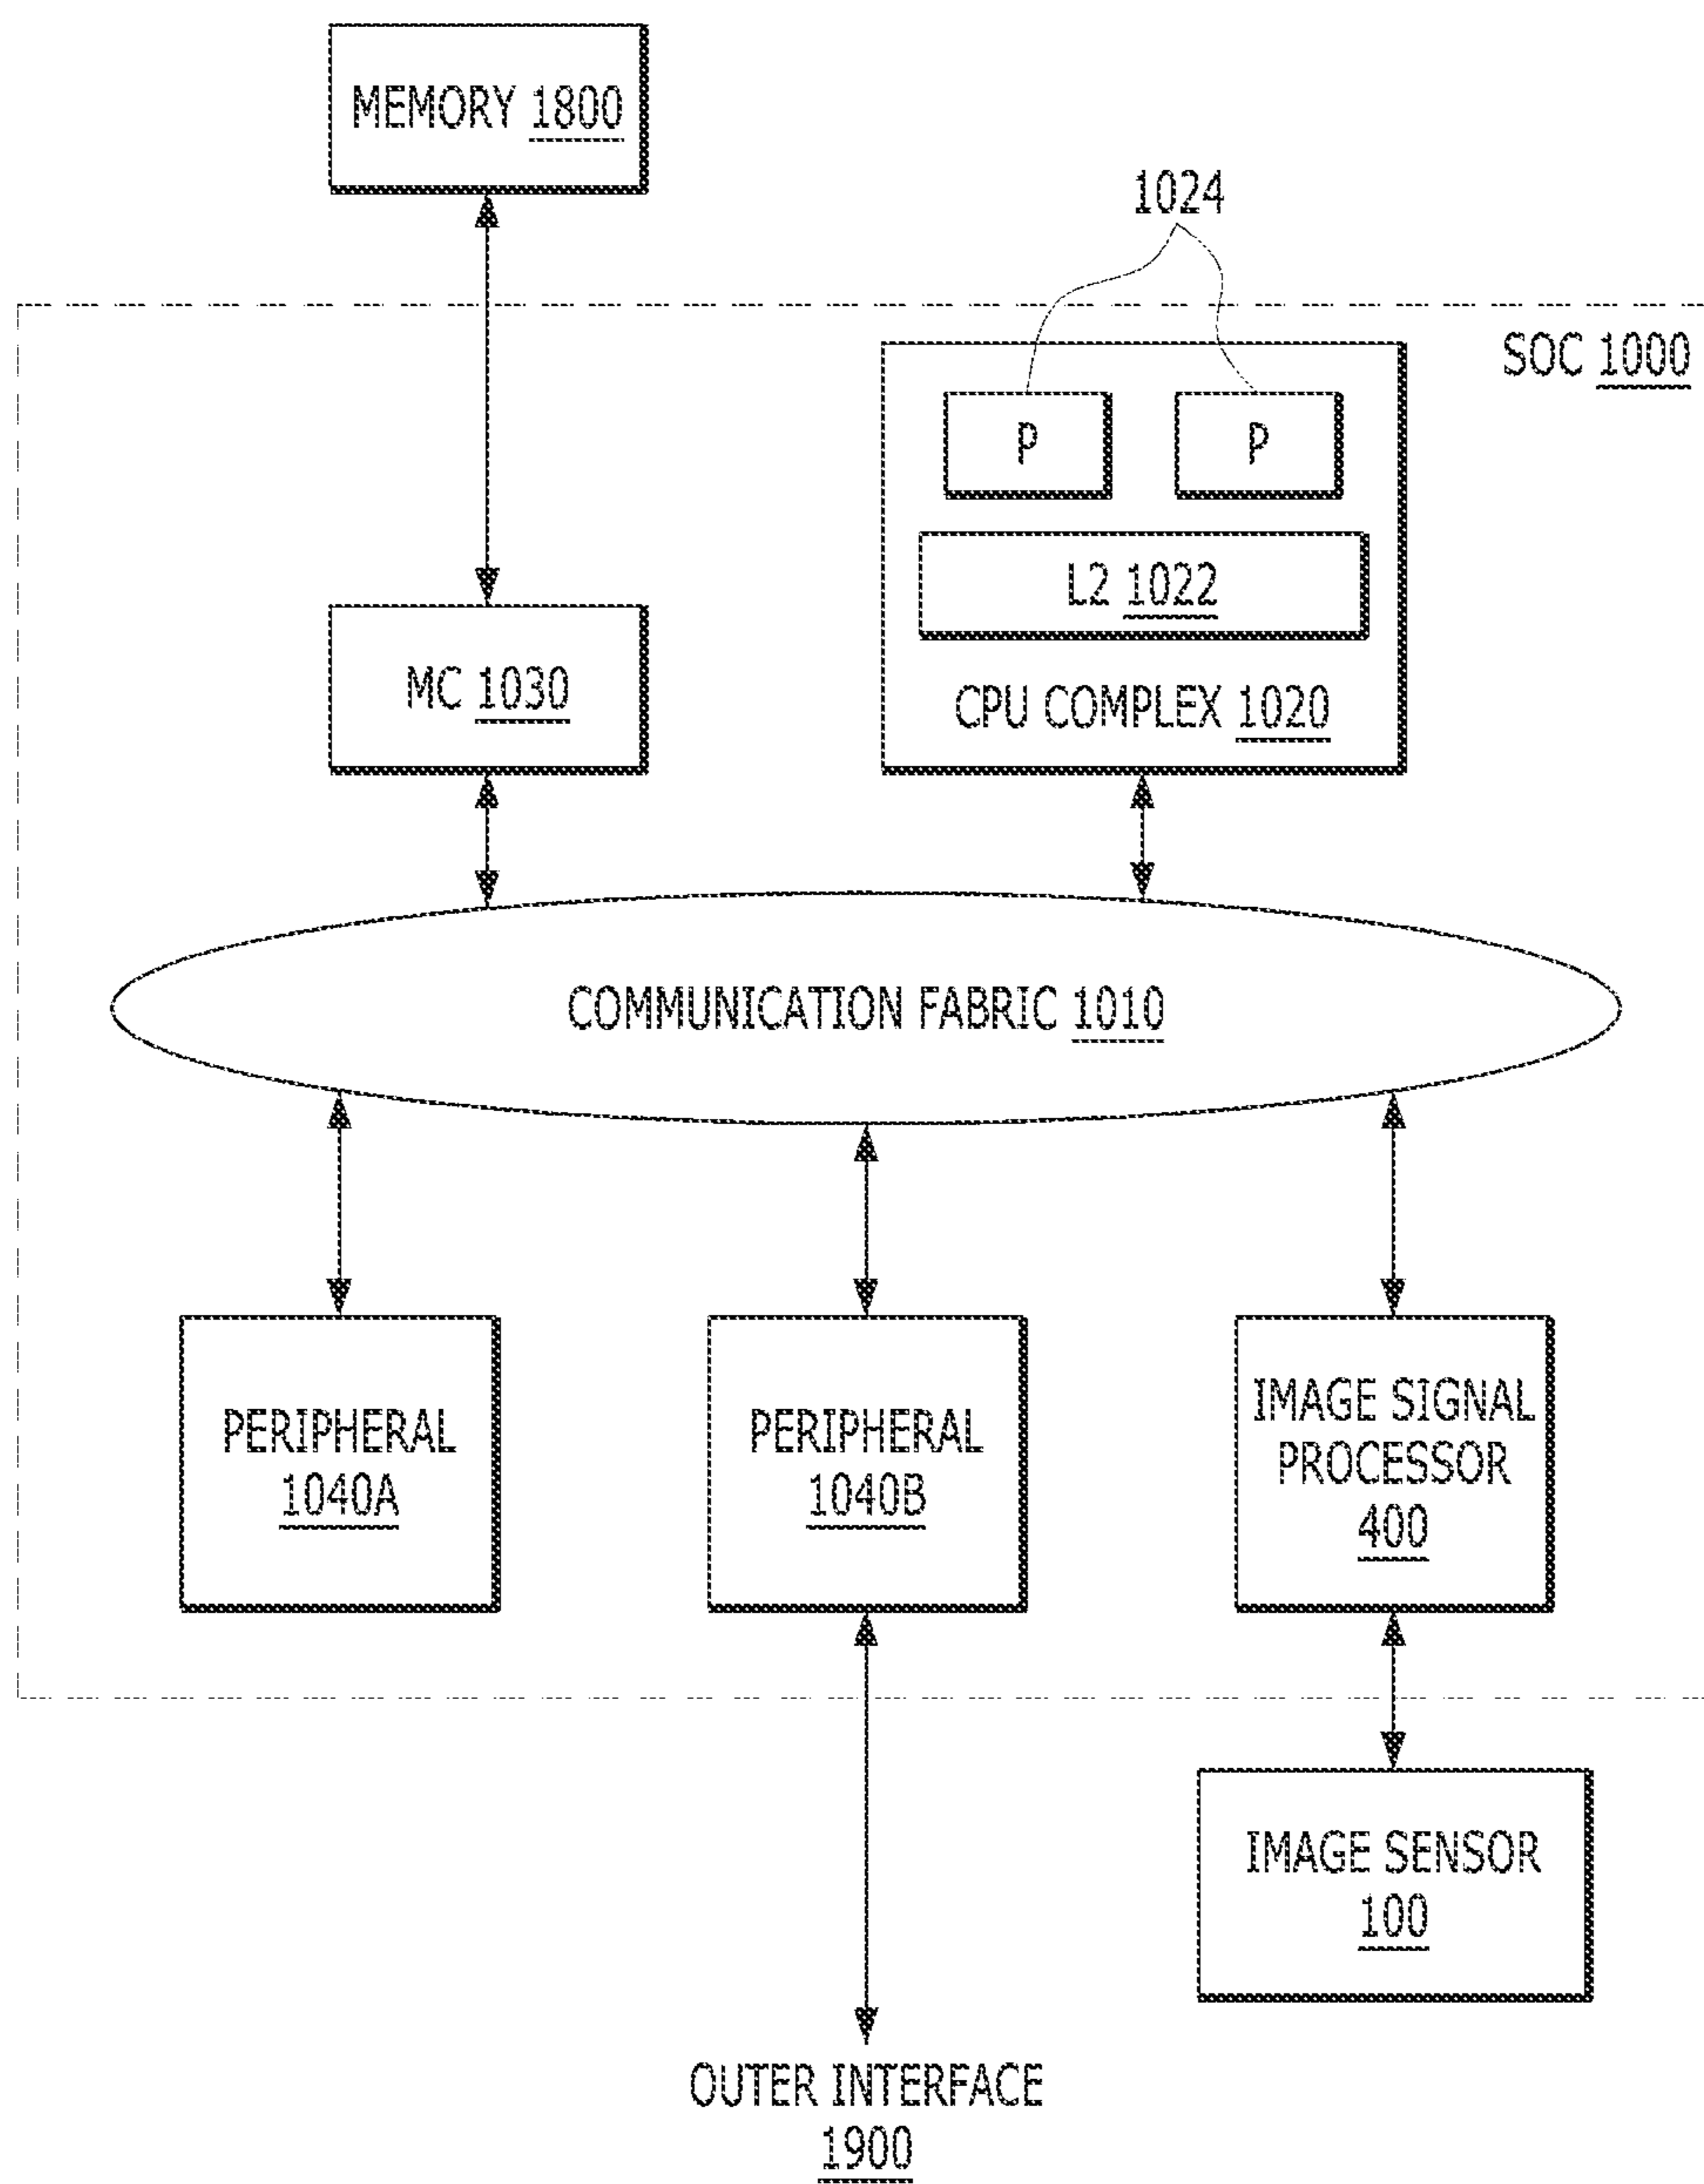 MEMORY 1800
1024
SOC 1000
P P
L2 1022
MC 1030
CPU COMPLEX 1020
COMMUNICATION FABRIC 1010
PERIPHERAL
1040A
PERIPHERAL
1040B
IMAGE SIGNAL
PROCESSOR
400
IMAGE SENSOR
100
OUTER INTERFACE
1900